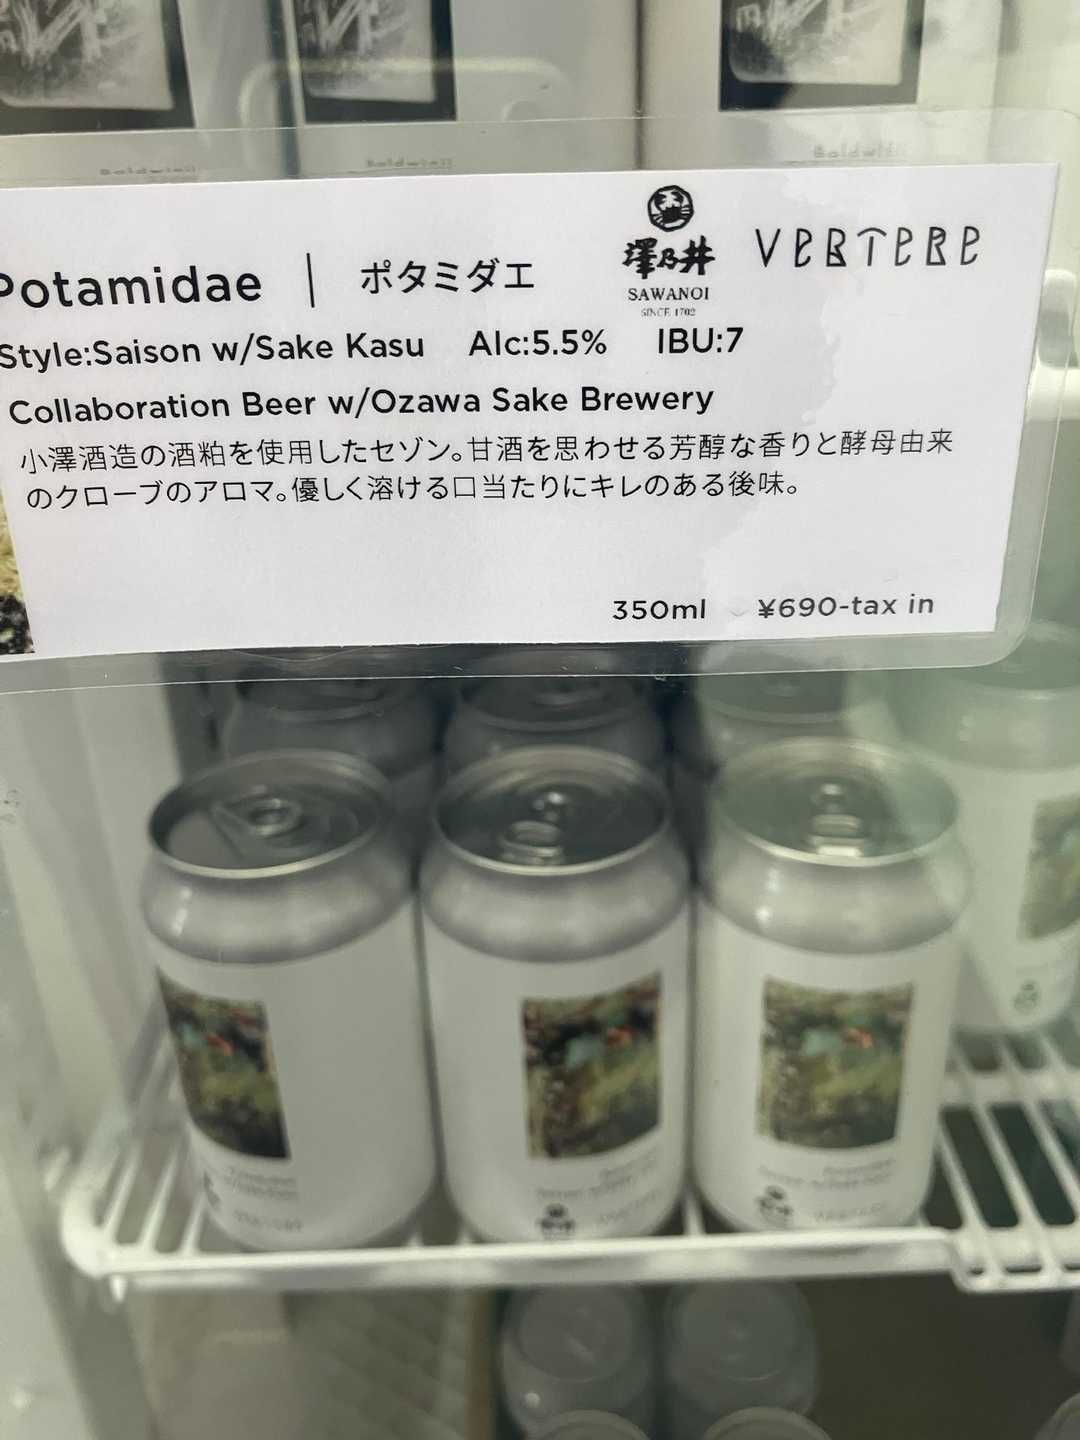 Potamidae | ポタミダエ
澤乃井
SAWANOI
SINCE 1702
VERTERE
Style:Saison w/Sake Kasu Alc:5.5% IBU:7
Collaboration Beer w/Ozawa Sake Brewery
小澤酒造の酒粕を使用したセゾン。甘酒を思わせる芳醇な香りと酵母由来
のクローブのアロマ。優しく溶ける口当たりにキレのある後味。
350ml ¥690-tax in